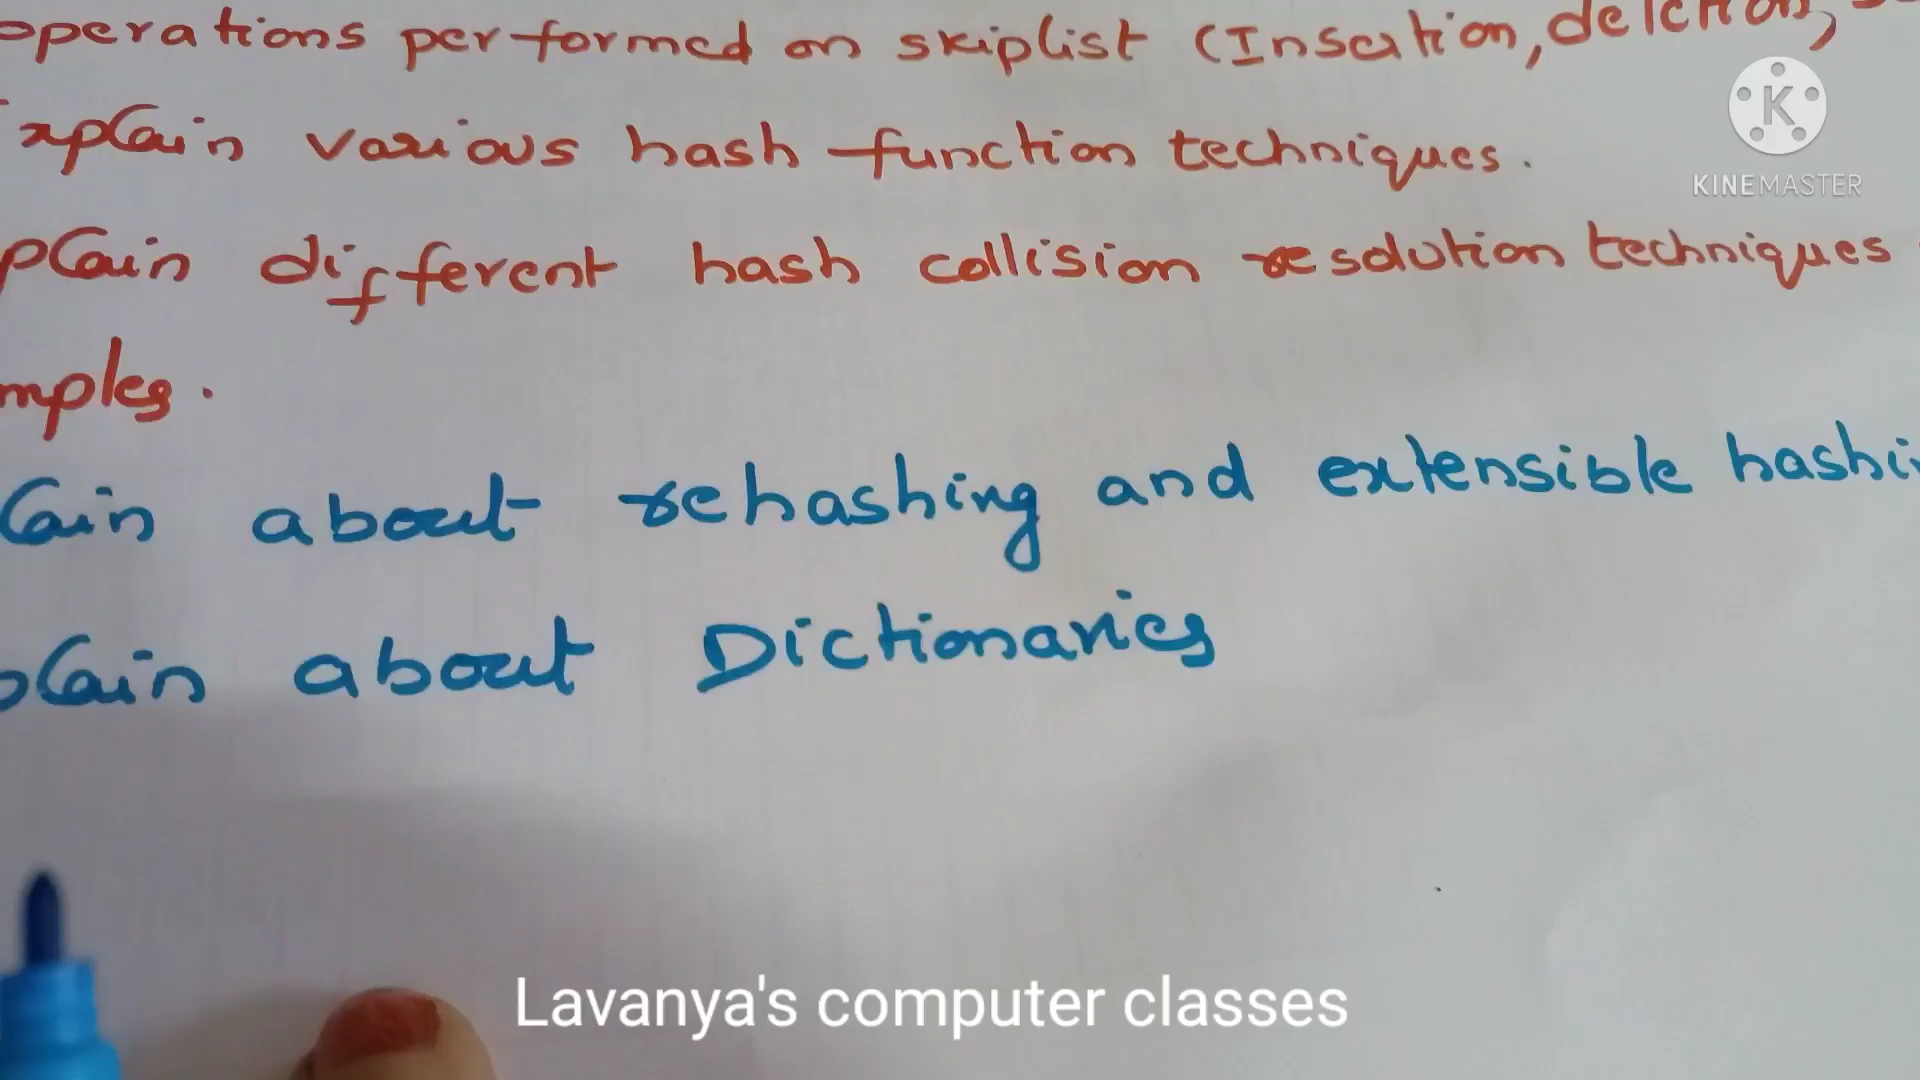 operations performed on skiplist (Insertion, deletion,
xplain various hash function techniques.
plain different hash collision resolution techniques
mples.
lain about rehashing and extensible hashi
plain about Dictionaries
K
KINEMASTER
Lavanya's computer classes